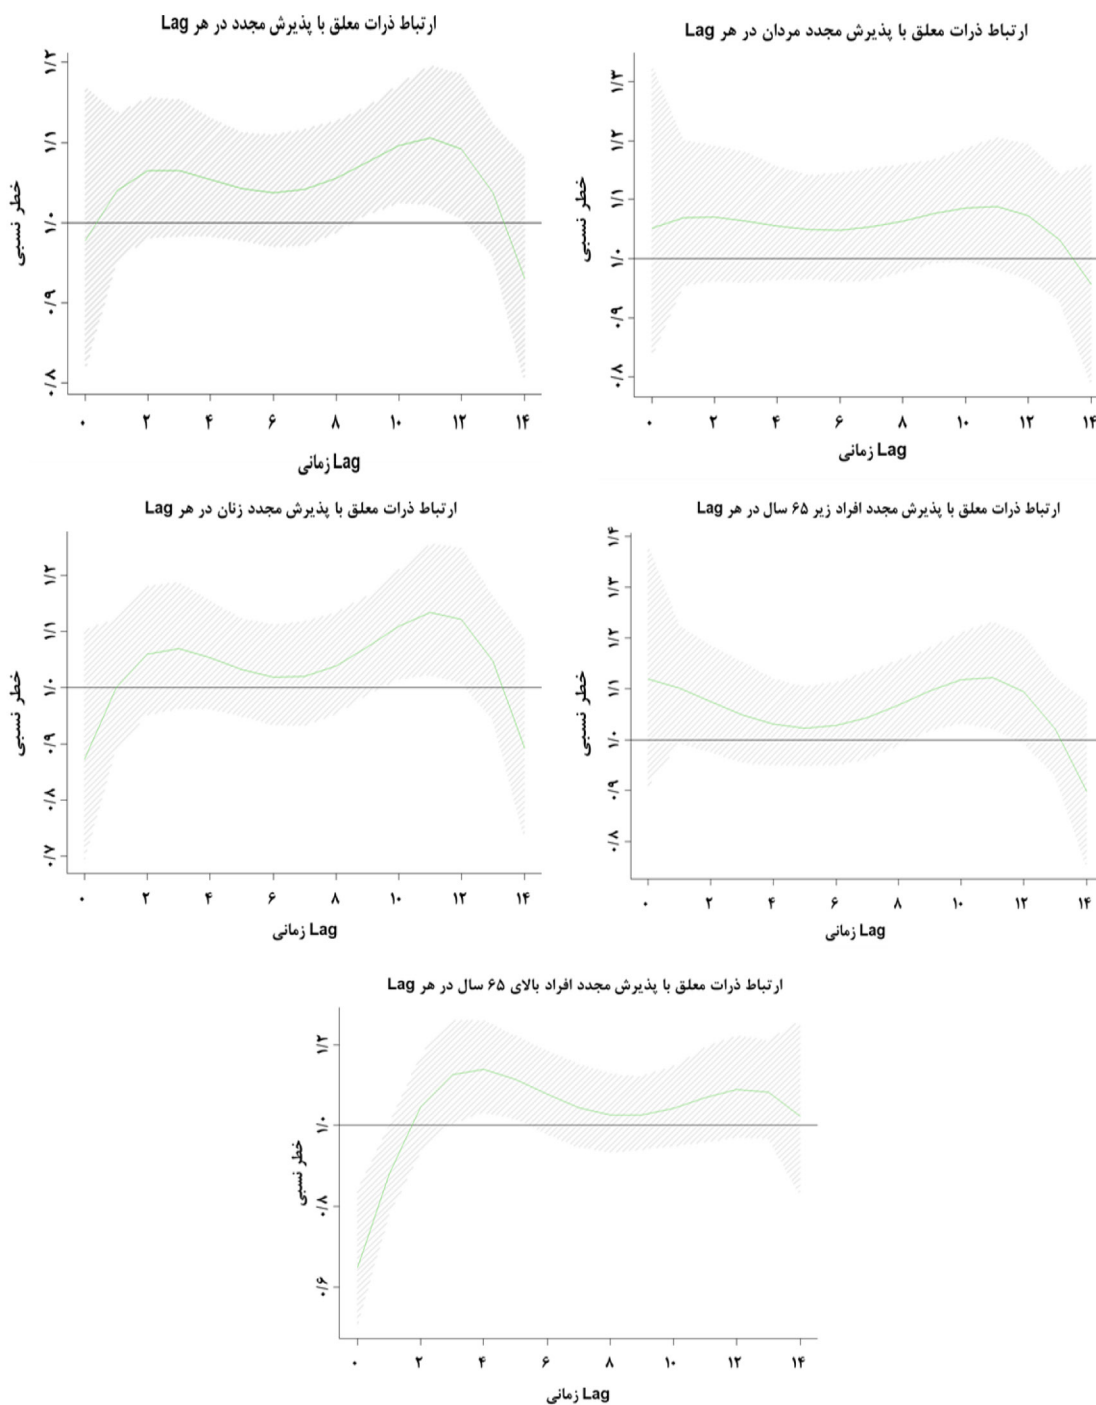 ارتباط ذرات معلق با پذیرش مجدد در هر Lag
۱/۲
۱/۱
۱/۰
۰/۹
۰/۸
خطر نسبی
۰ ۲ ۴ ۶ ۸ ۱۰ ۱۲ ۱۴
Lag زمانی
ارتباط ذرات معلق با پذیرش مجدد مردان در هر Lag
۱/۳
۱/۲
۱/۱
۱/۰
۰/۹
۰/۸
خطر نسبی
۰ ۲ ۴ ۶ ۸ ۱۰ ۱۲ ۱۴
Lag زمانی
ارتباط ذرات معلق با پذیرش مجدد زنان در هر Lag
۱/۲
۱/۱
۱/۰
۰/۹
۰/۸
۰/۷
خطر نسبی
۰ ۲ ۴ ۶ ۸ ۱۰ ۱۲ ۱۴
Lag زمانی
ارتباط ذرات معلق با پذیرش مجدد افراد زیر ۶۵ سال در هر Lag
۱/۴
۱/۳
۱/۲
۱/۱
۱/۰
۰/۹
۰/۸
خطر نسبی
۰ ۲ ۴ ۶ ۸ ۱۰ ۱۲ ۱۴
Lag زمانی
ارتباط ذرات معلق با پذیرش مجدد افراد بالای ۶۵ سال در هر Lag
۱/۲
۱/۰
۰/۸
۰/۶
خطر نسبی
۰ ۲ ۴ ۶ ۸ ۱۰ ۱۲ ۱۴
Lag زمانی